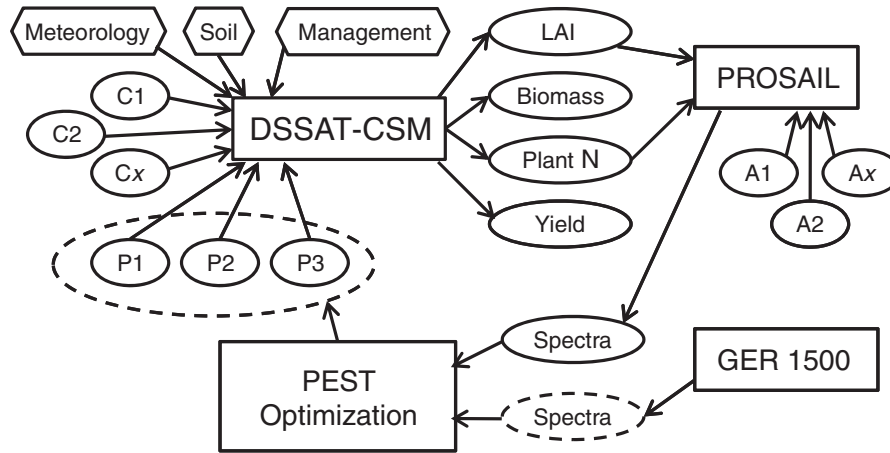 Meteorology
Soil
Management
LAI
C1
Biomass
PROSAIL
C2
DSSAT-CSM
Cx
Plant N
A1
Ax
A2
Yield
P1
P2
P3
Spectra
GER 1500
PEST
Optimization
Spectra